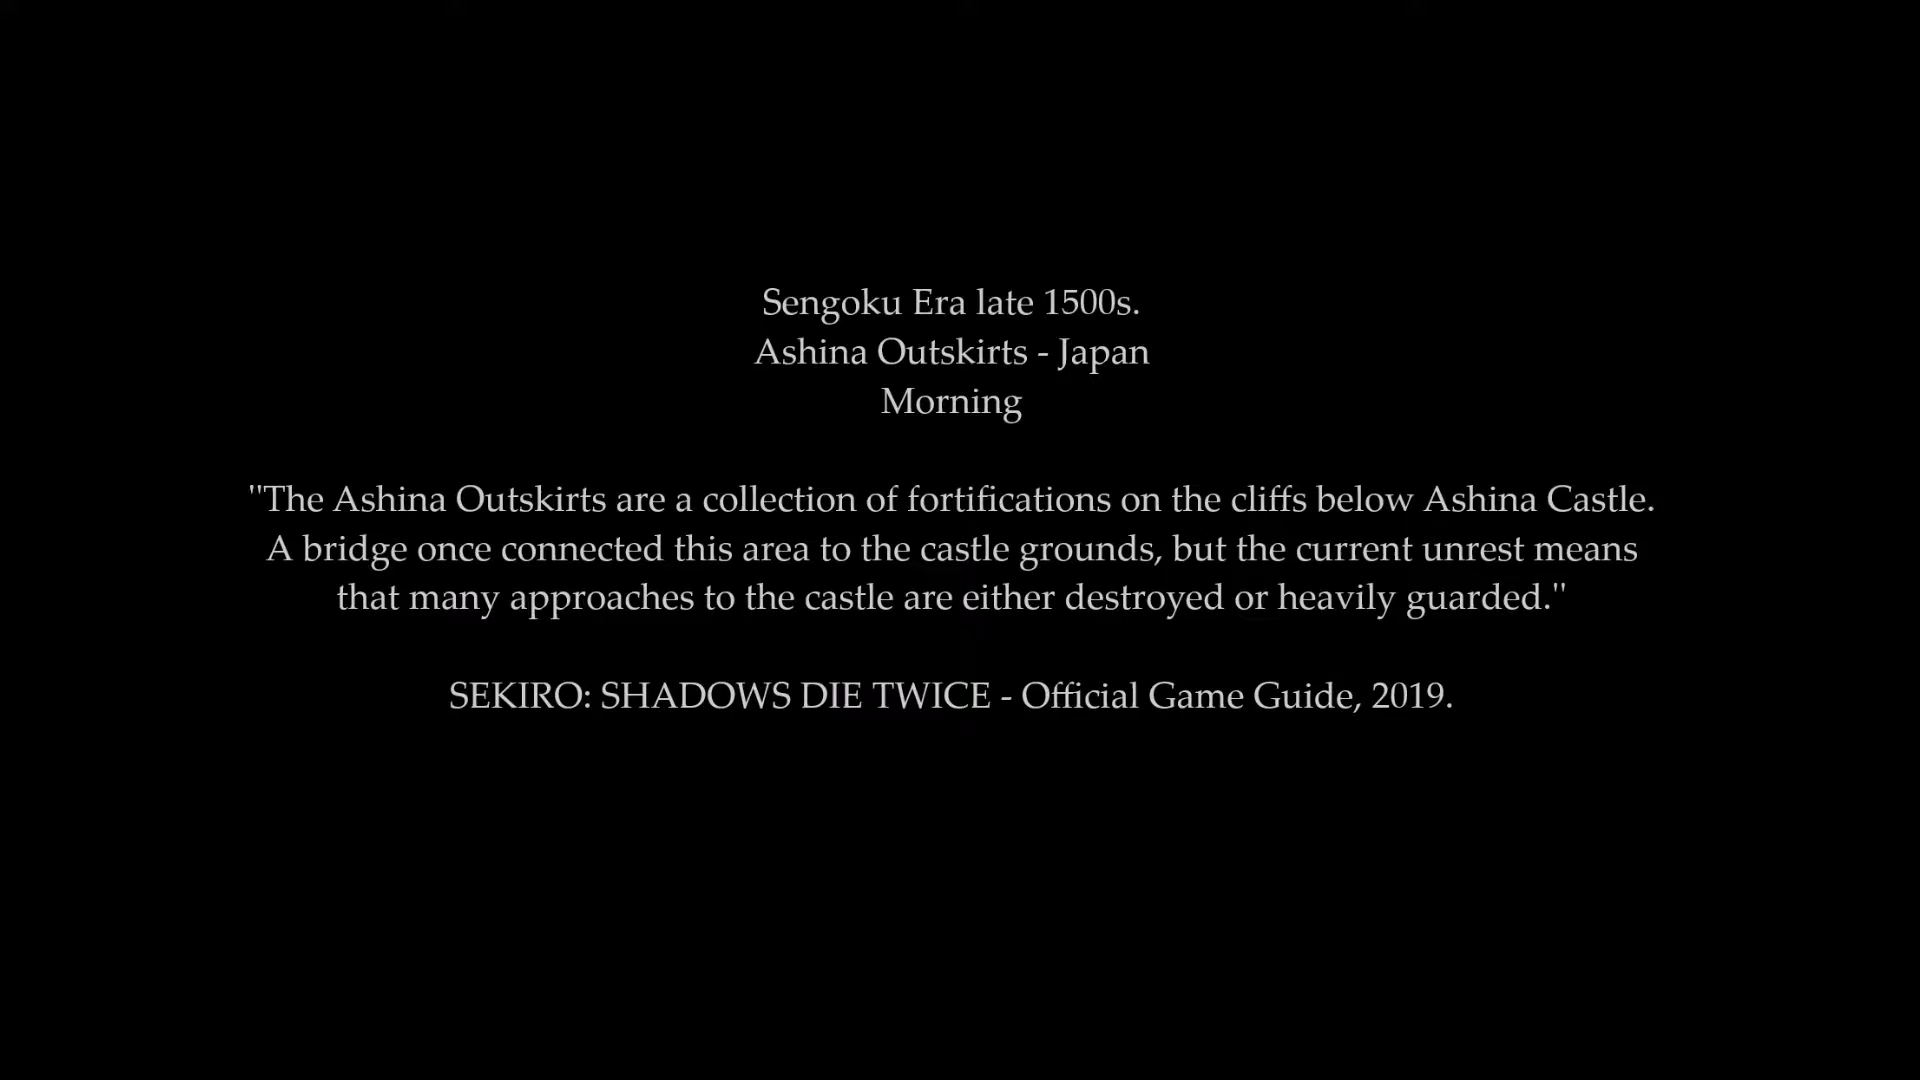 Sengoku Era late 1500s.
Ashina Outskirts - Japan
Morning
"The Ashina Outskirts are a collection of fortifications on the cliffs below Ashina Castle.
A bridge once connected this area to the castle grounds, but the current unrest means
that many approaches to the castle are either destroyed or heavily guarded."
SEKIRO: SHADOWS DIE TWICE - Official Game Guide, 2019.